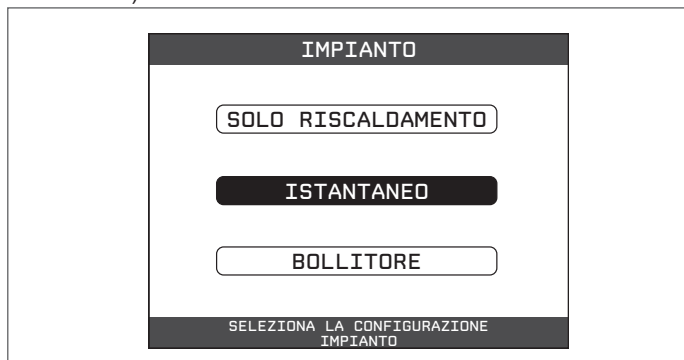 IMPIANTO
SOLO RISCALDAMENTO
ISTANTANEO
BOLLITORE
SELEZIONA LA CONFIGURAZIONE
IMPIANTO